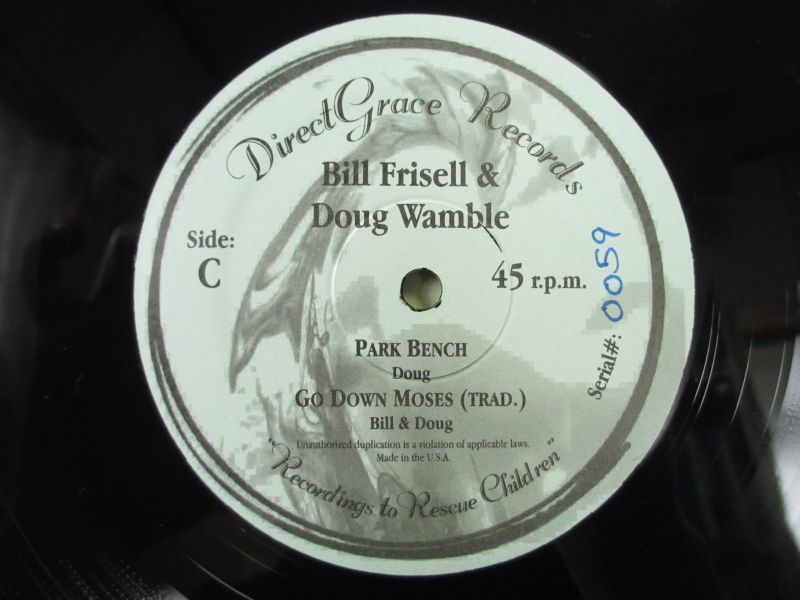 DirectGrace Records
Bill Frisell &
Doug Wamble
Side:
C
45 r.p.m.
Serial#: 0059
PARK BENCH
Doug
GO DOWN MOSES (TRAD.)
Bill & Doug
Unauthorized duplication is a violation of applicable laws.
Made in the U.S.A.
"Recordings to Rescue Children"